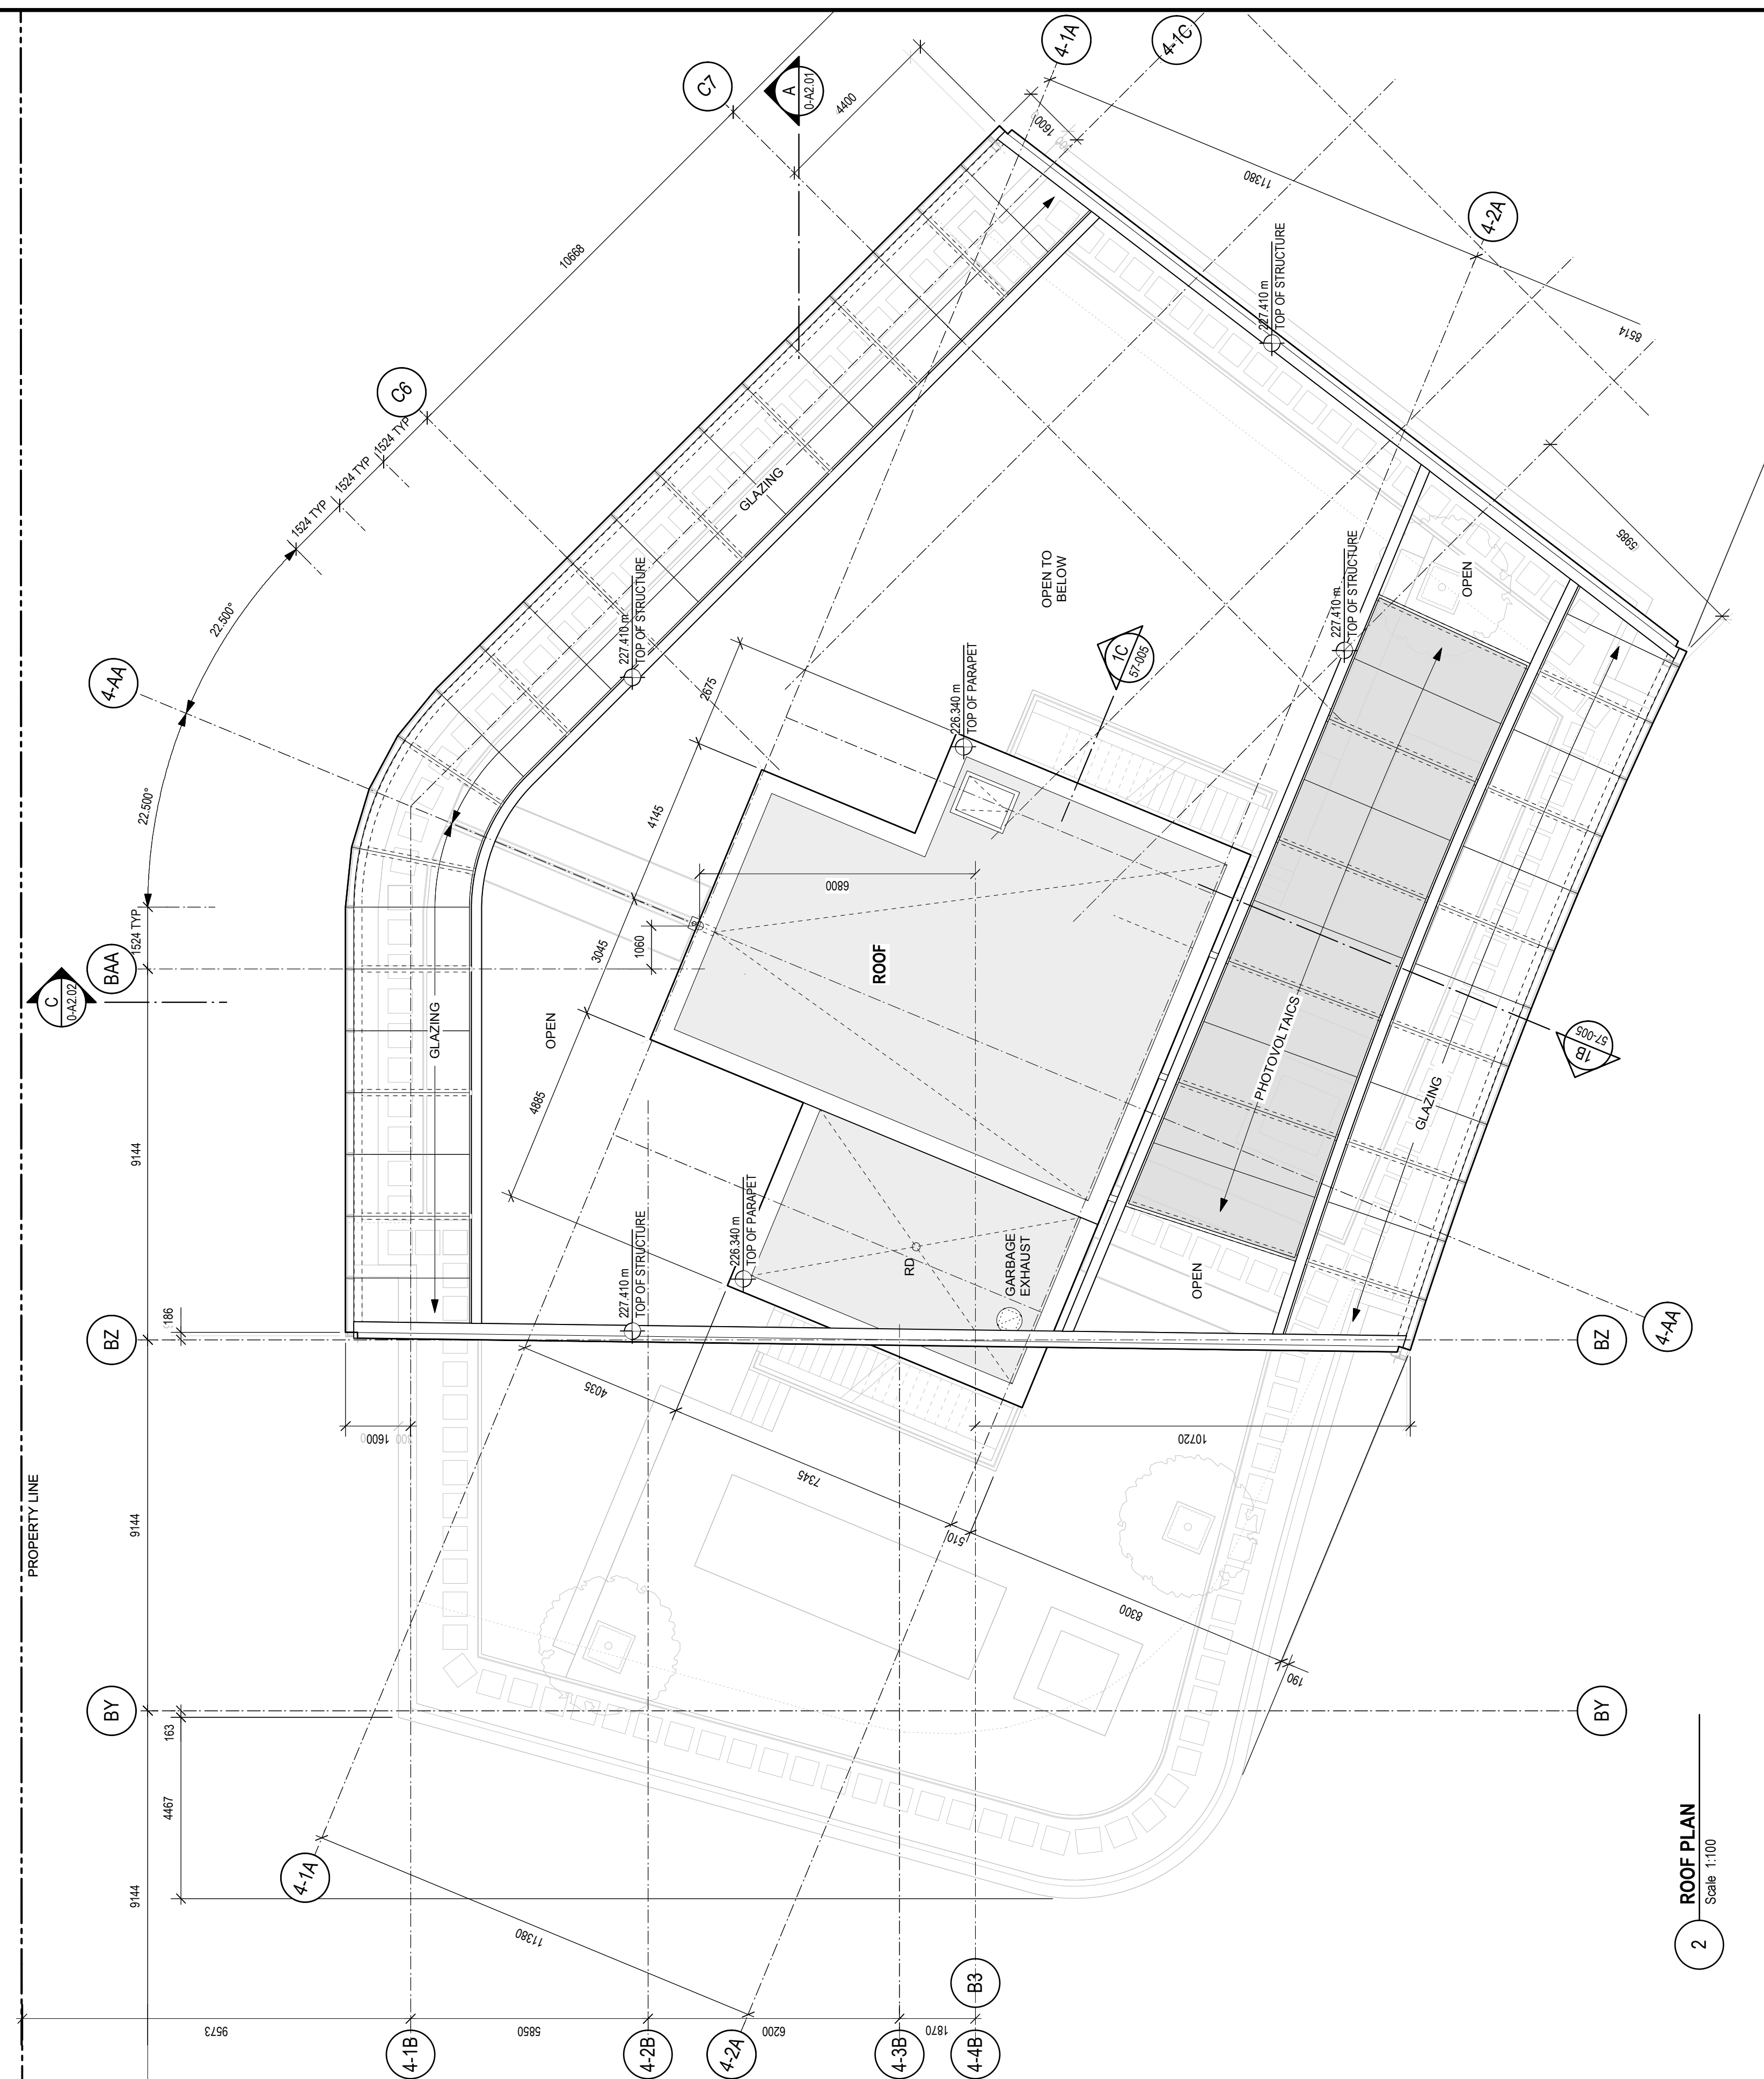 PROPERTY LINE
C7
A
0-A2.01
4-1A
4-1C
4400
1600
11380
4-2A
8514
5985
10668
C6
1524 TYP
1524 TYP
1524 TYP
22.500°
22.500°
4-AA
1524 TYP
BAA
C
0-A2.02
9144
186
BZ
9144
BY
163
4467
9144
GLAZING
GLAZING
227.410 m
TOP OF STRUCTURE
227.410 m
TOP OF STRUCTURE
227.410 m
TOP OF STRUCTURE
227.410 m
TOP OF STRUCTURE
OPEN TO
BELOW
1C
57-005
226.340 m
TOP OF PARAPET
226.340 m
TOP OF PARAPET
2675
4145
3045
4885
1060
6800
ROOF
OPEN
OPEN
OPEN
PHOTOVOLTAICS
GLAZING
RD
GARBAGE
EXHAUST
1B
57-005
4-AA
BZ
BY
1600
4035
7345
510
8300
190
10720
4-1A
11380
9573
5850
6200
1870
4-1B
4-2B
4-2A
4-3B
4-4B
B3
2
ROOF PLAN
Scale 1:100